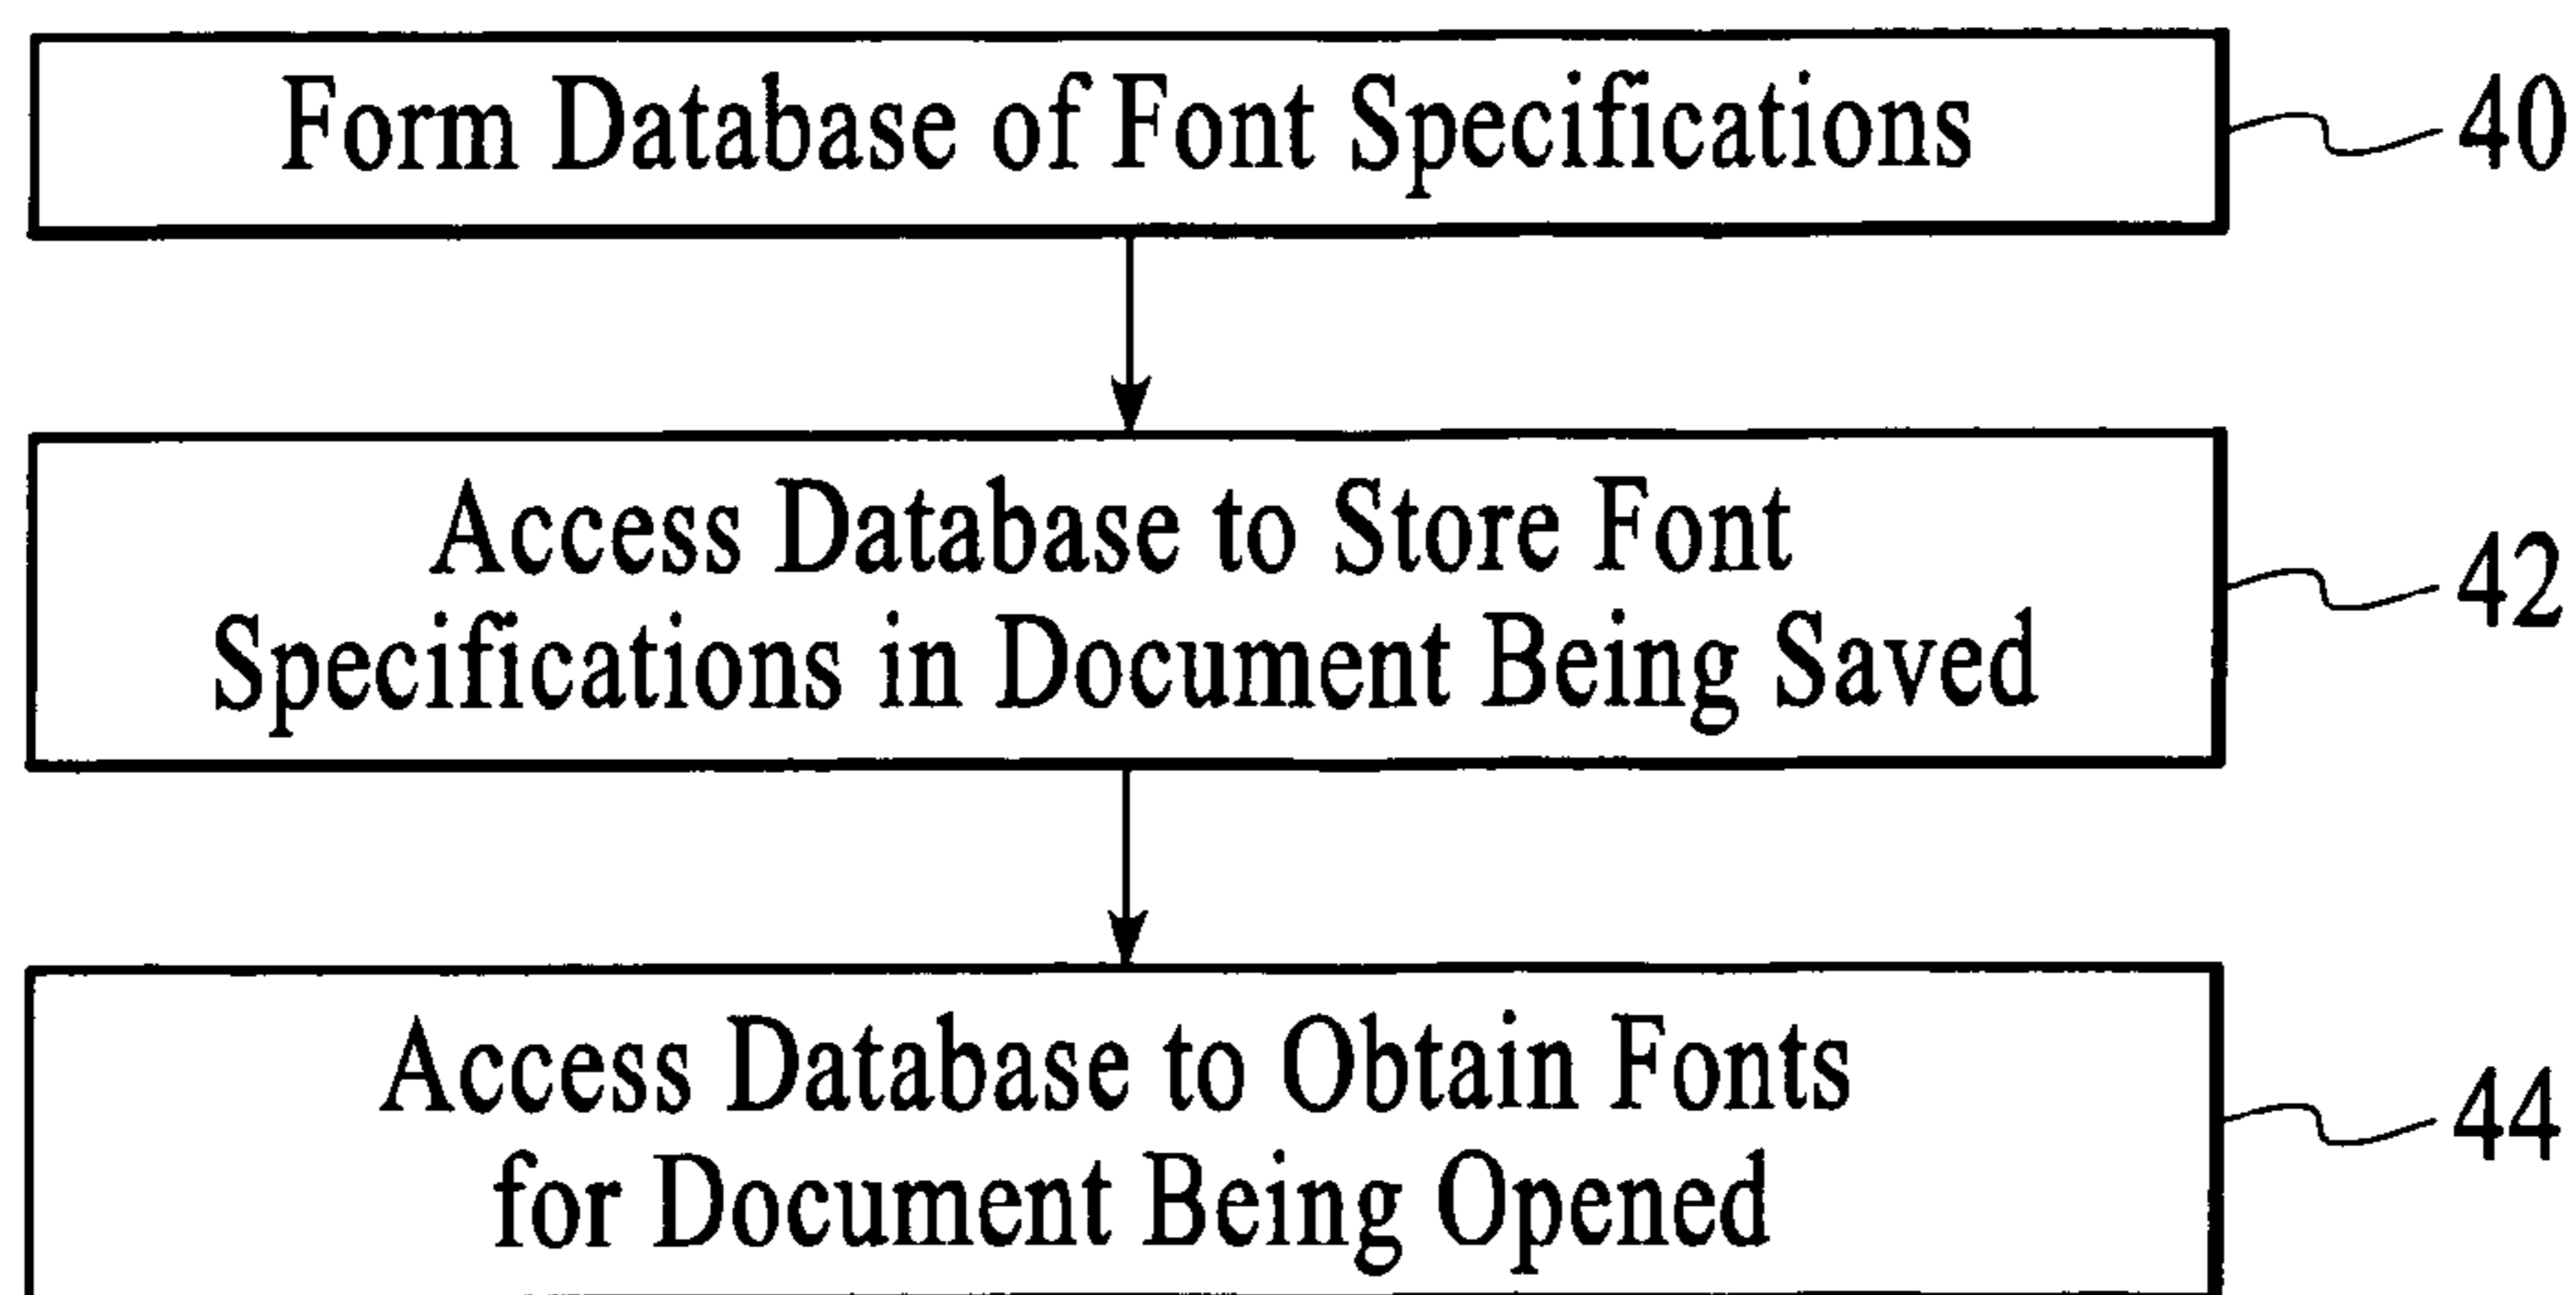 Form Database of Font Specifications
40
Access Database to Store Font
Specifications in Document Being Saved
42
Access Database to Obtain Fonts
for Document Being Opened
44